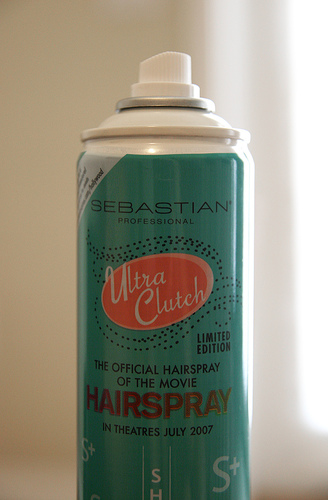 SEBASTIAN®
PROFESSIONAL
Ultra
Clutch
LIMITED
EDITION
THE OFFICIAL HAIRSPRAY
OF THE MOVIE
HAIRSPRAY
IN THEATRES JULY 2007
S+
S+
S
H